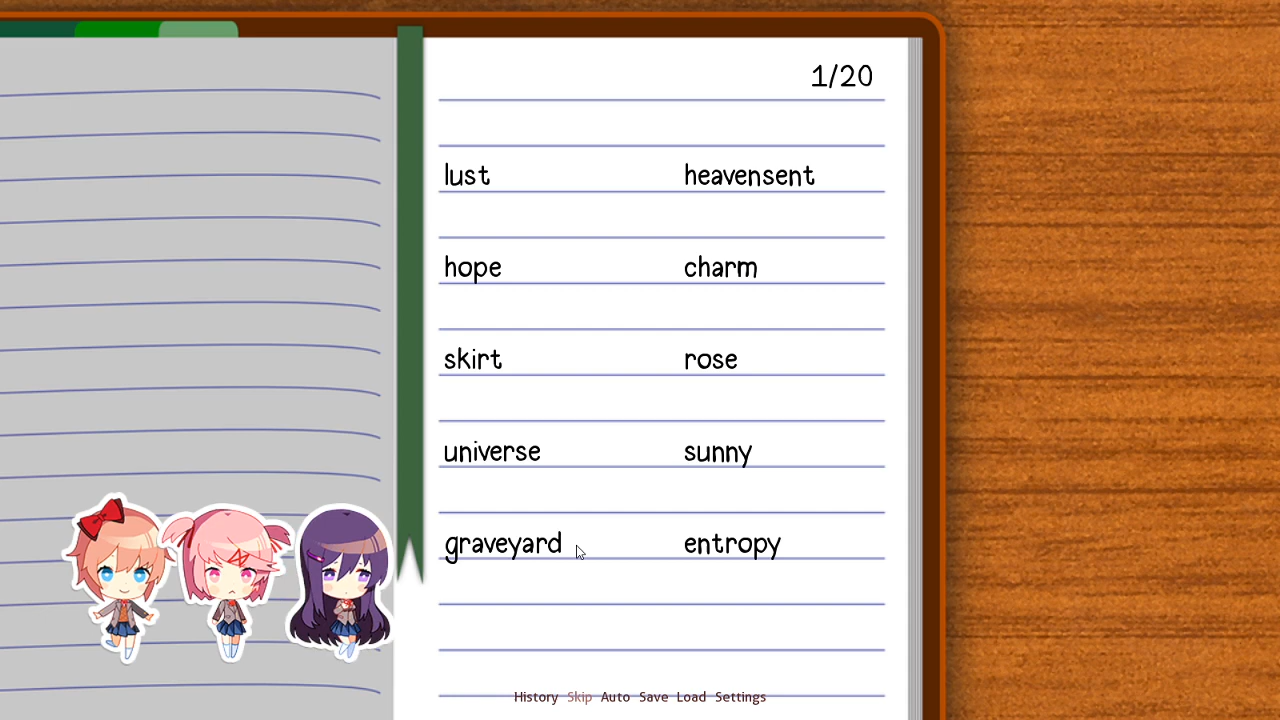 1/20
lust heavensent
hope charm
skirt rose
universe sunny
graveyard entropy
History Skip Auto Save Load Settings